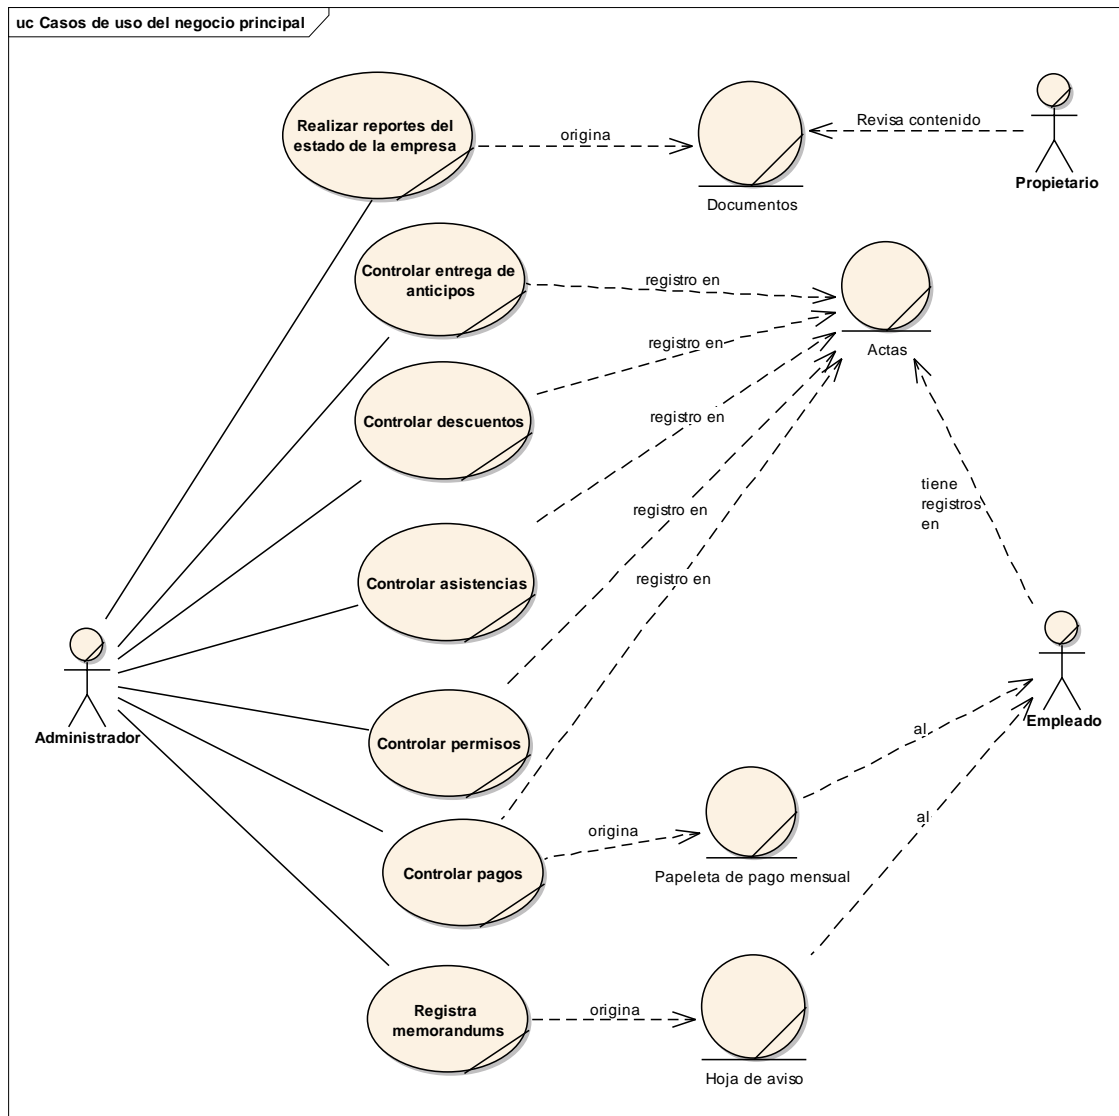 uc Casos de uso del negocio principal
Realizar reportes del
estado de la empresa
origina
Documentos
Revisa contenido
Propietario
Controlar entrega de
anticipos
registro en
Actas
Controlar descuentos
registro en
Controlar asistencias
registro en
registro en
registro en
tiene
registros
en
Administrador
Empleado
Controlar permisos
al
Controlar pagos
origina
Papeleta de pago mensual
al
Registra
memorandums
origina
Hoja de aviso